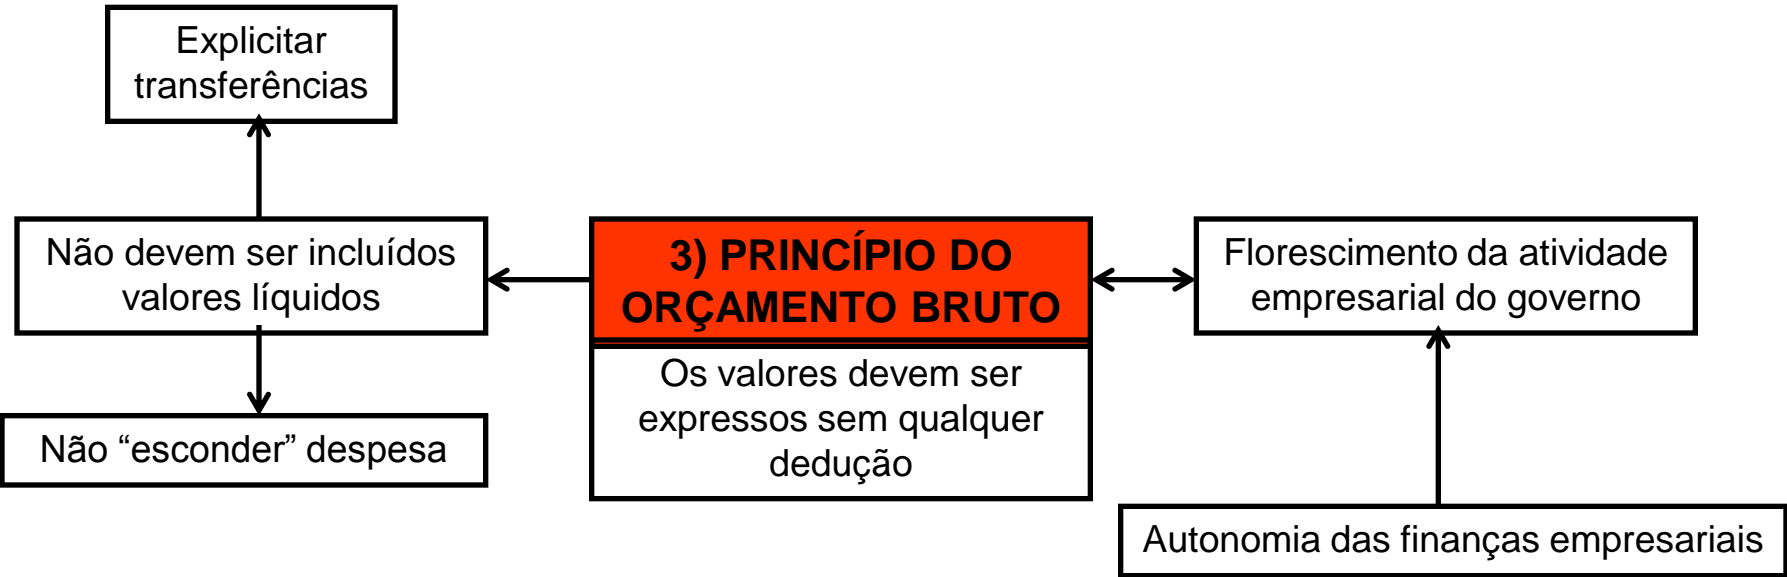 Explicitar
transferências
Não devem ser incluídos
valores líquidos
Não “esconder” despesa
3) PRINCÍPIO DO
ORÇAMENTO BRUTO
Os valores devem ser
expressos sem qualquer
dedução
Florescimento da atividade
empresarial do governo
Autonomia das finanças empresariais